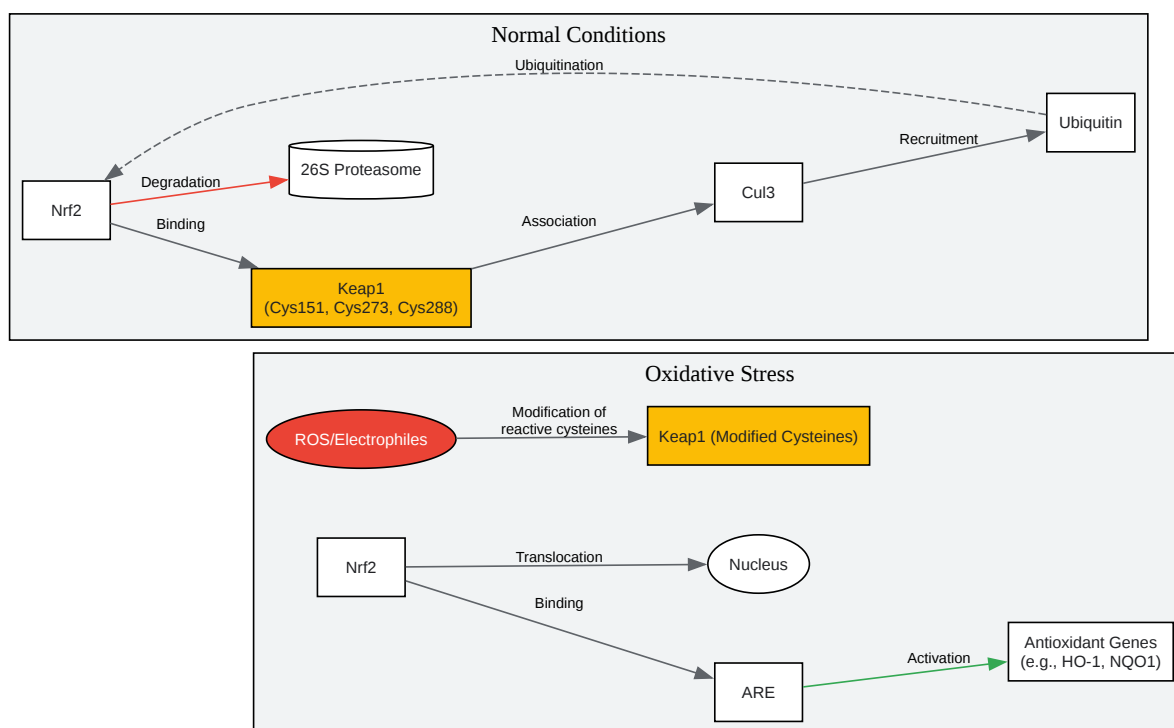 Normal Conditions
Ubiquitination
Ubiquitin
Recruitment
26S Proteasome
Degradation
Nrf2
Cul3
Binding
Association
Keap1
(Cys151, Cys273, Cys288)
Oxidative Stress
ROS/Electrophiles
Modification of
reactive cysteines
Keap1 (Modified Cysteines)
Nrf2
Translocation
Nucleus
Binding
ARE
Activation
Antioxidant Genes
(e.g., HO-1, NQO1)